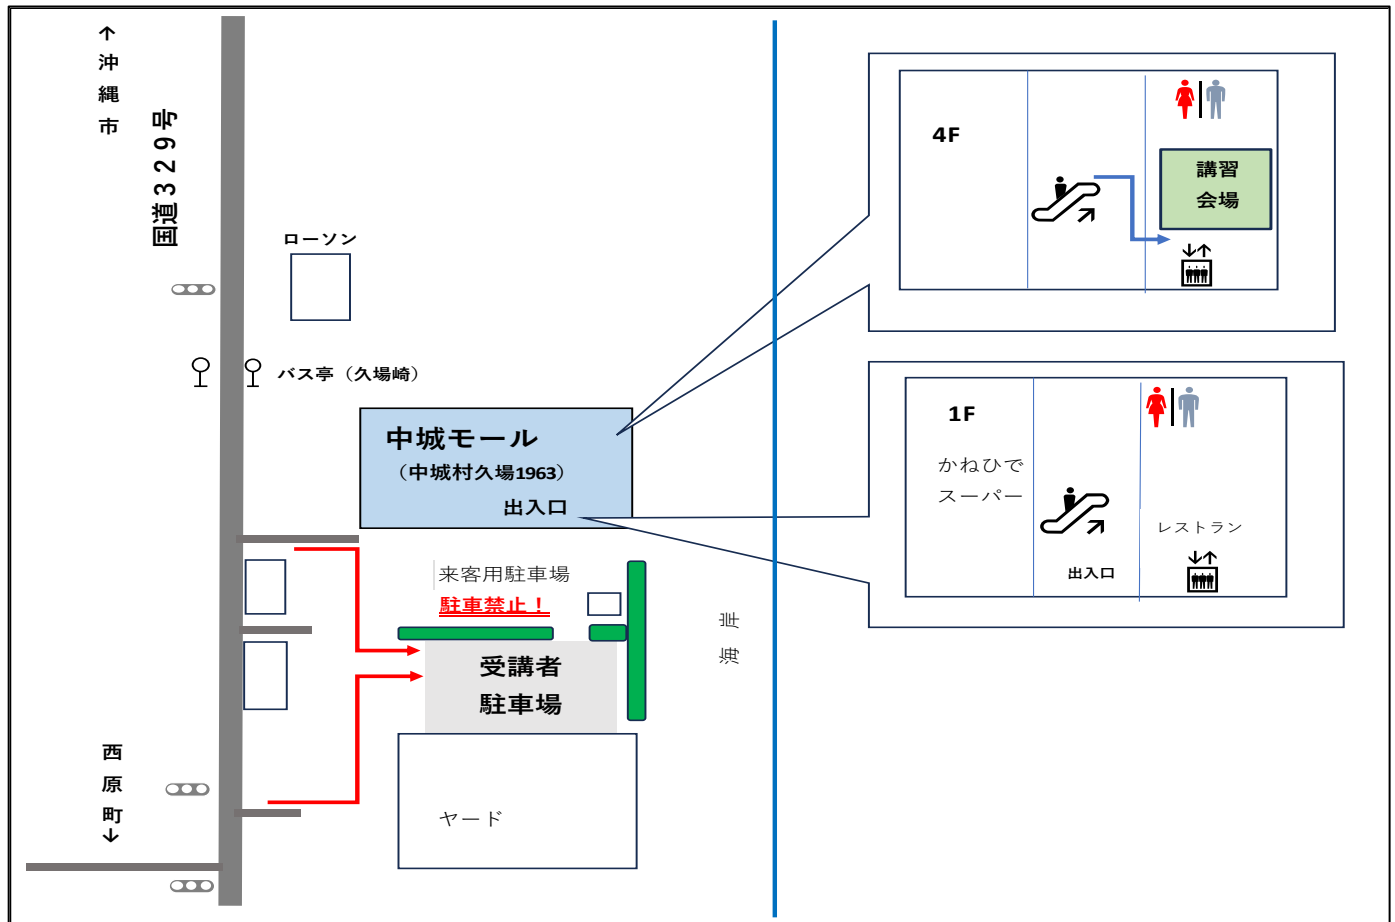 ↑沖縄市
国道329号
ローソン
バス亭（久場崎）
中城モール
（中城村久場1963）
出入口
来客用駐車場
駐車禁止！
受講者
駐車場
ヤード
海岸
西原町↓
4F
講習
会場
1F
かねひで
スーパー
レストラン
出入口